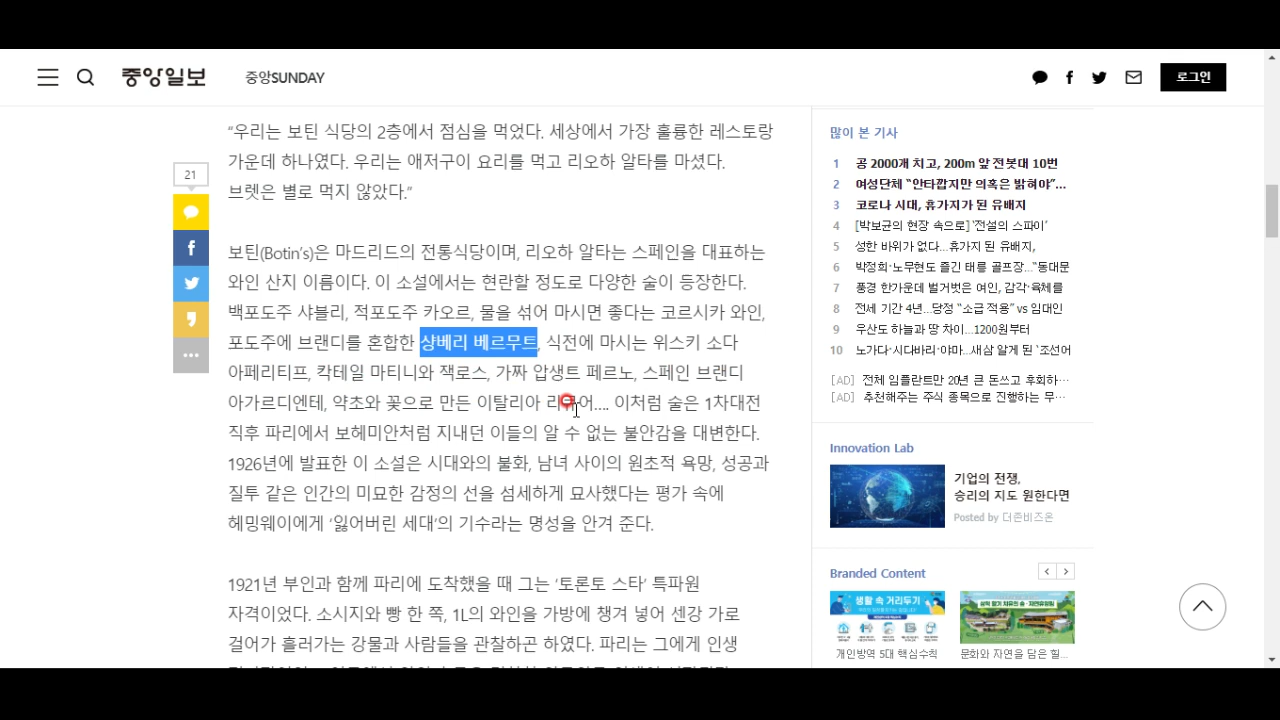 중앙일보
중앙SUNDAY
로그인
“우리는 보틴 식당의 2층에서 점심을 먹었다. 세상에서 가장 훌륭한 레스토랑
가운데 하나였다. 우리는 애저구이 요리를 먹고 리오하 알타를 마셨다.
브렛은 별로 먹지 않았다.”
21
보틴(Botin’s)은 마드리드의 전통식당이며, 리오하 알타는 스페인을 대표하는
와인 산지 이름이다. 이 소설에서는 현란할 정도로 다양한 술이 등장한다.
백포도주 샤블리, 적포도주 카오르, 물을 섞어 마시면 좋다는 코르시카 와인,
포도주에 브랜디를 혼합한 샹베리 베르무트, 식전에 마시는 위스키 소다
아페리티프, 칵테일 마티니와 잭로스, 가짜 압생트 페르노, 스페인 브랜디
아가르디엔테, 약초와 꽃으로 만든 이탈리아 리큐어…. 이처럼 술은 1차대전
직후 파리에서 보헤미안처럼 지내던 이들의 알 수 없는 불안감을 대변한다.
1926년에 발표한 이 소설은 시대와의 불화, 남녀 사이의 원초적 욕망, 성공과
질투 같은 인간의 미묘한 감정의 선을 섬세하게 묘사했다는 평가 속에
헤밍웨이에게 ‘잃어버린 세대’의 기수라는 명성을 안겨 준다.
1921년 부인과 함께 파리에 도착했을 때 그는 ‘토론토 스타’ 특파원
자격이었다. 소시지와 빵 한 쪽, 1L의 와인을 가방에 챙겨 넣어 센강 가로
걸어가 흘러가는 강물과 사람들을 관찰하곤 하였다. 파리는 그에게 인생
많이 본 기사
1 공 2000개 치고, 200m 앞 전봇대 10번
2 여성단체 “안타깝지만 의혹은 밝혀야”…
3 코로나 시대, 휴가지가 된 유배지
4 [박보균의 현장 속으로] ‘전설의 스파이’
5 성한 바위가 없다…휴가지 된 유배지,
6 박정희·노무현도 즐긴 태릉 골프장…“동대문
7 풍경 한가운데 벌거벗은 여인, 감각·육체를
8 전세 기간 4년…당정 “소급 적용” vs 임대인
9 우산도 하늘과 땅 차이…1200원부터
10 노가다·시다바리·야마…새삼 알게 된 ‘조선어
[AD] 전체 임플란트만 20년 큰 돈쓰고 후회하…
[AD] 추천해주는 주식 종목으로 진행하는 무…
Innovation Lab
기업의 전쟁,
승리의 지도 원한다면
Posted by 더존비즈온
Branded Content
생활 속 거리두기
개인방역 5대 핵심수칙
문화와 자연을 담은 힐…